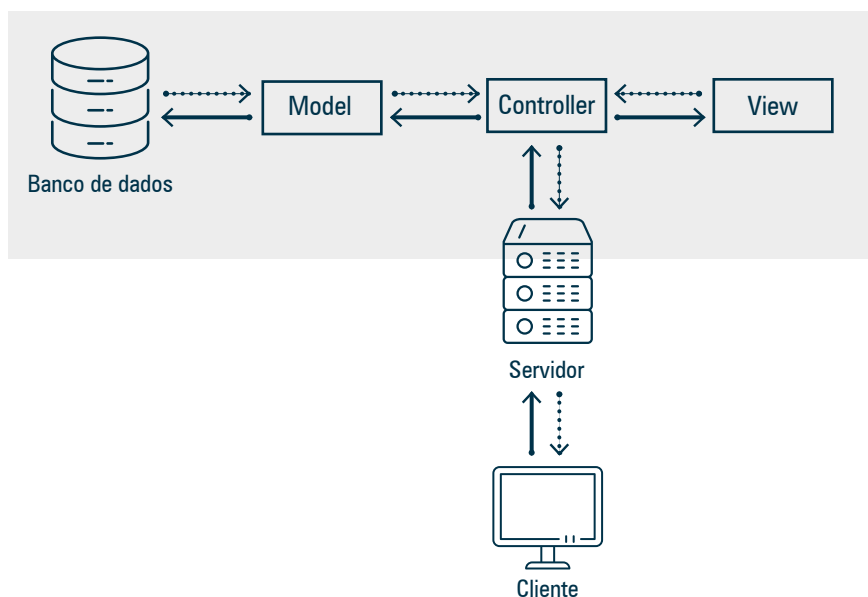 Model
Controller
View
Banco de dados
Servidor
Cliente